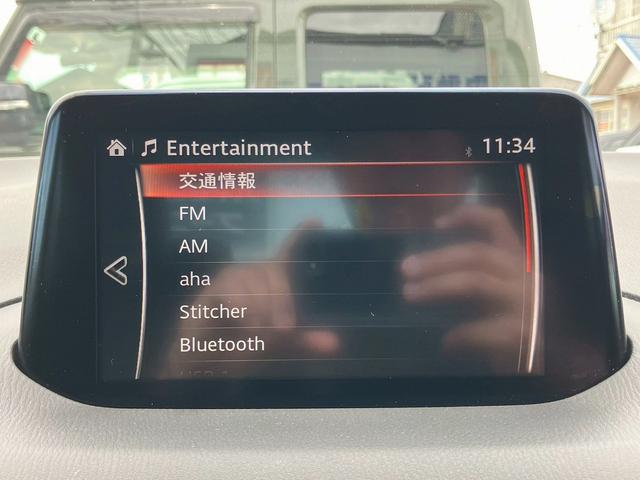 Entertainment 11:34
交通情報
FM
AM
aha
Stitcher
Bluetooth